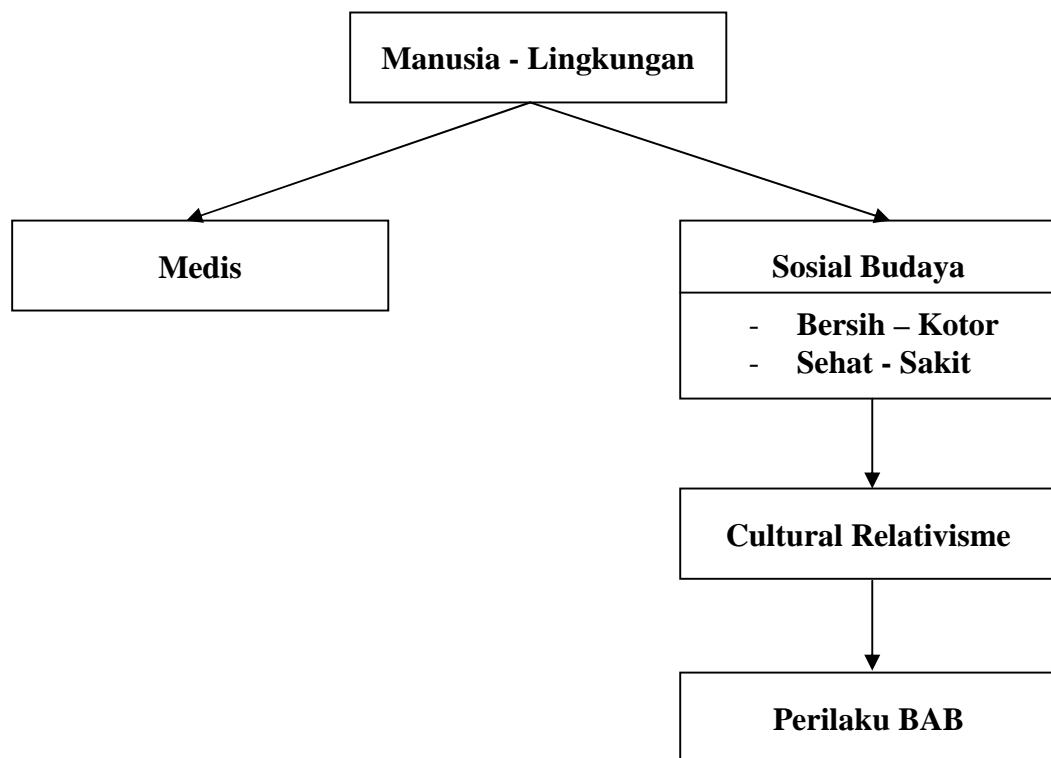 Manusia - Lingkungan
Medis
Sosial Budaya
- Bersih – Kotor
- Sehat - Sakit
Cultural Relativisme
Perilaku BAB